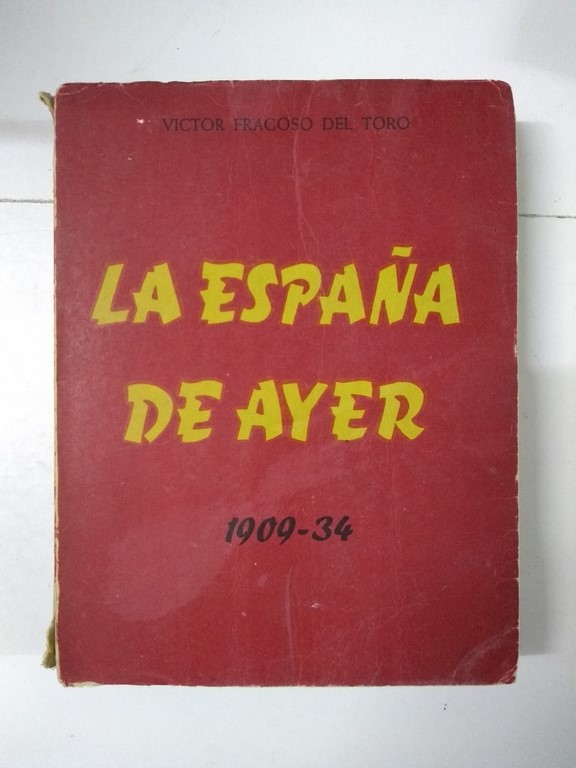 VICTOR FRAGOSO DEL TORO
LA ESPAÑA
DE AYER
1909-34